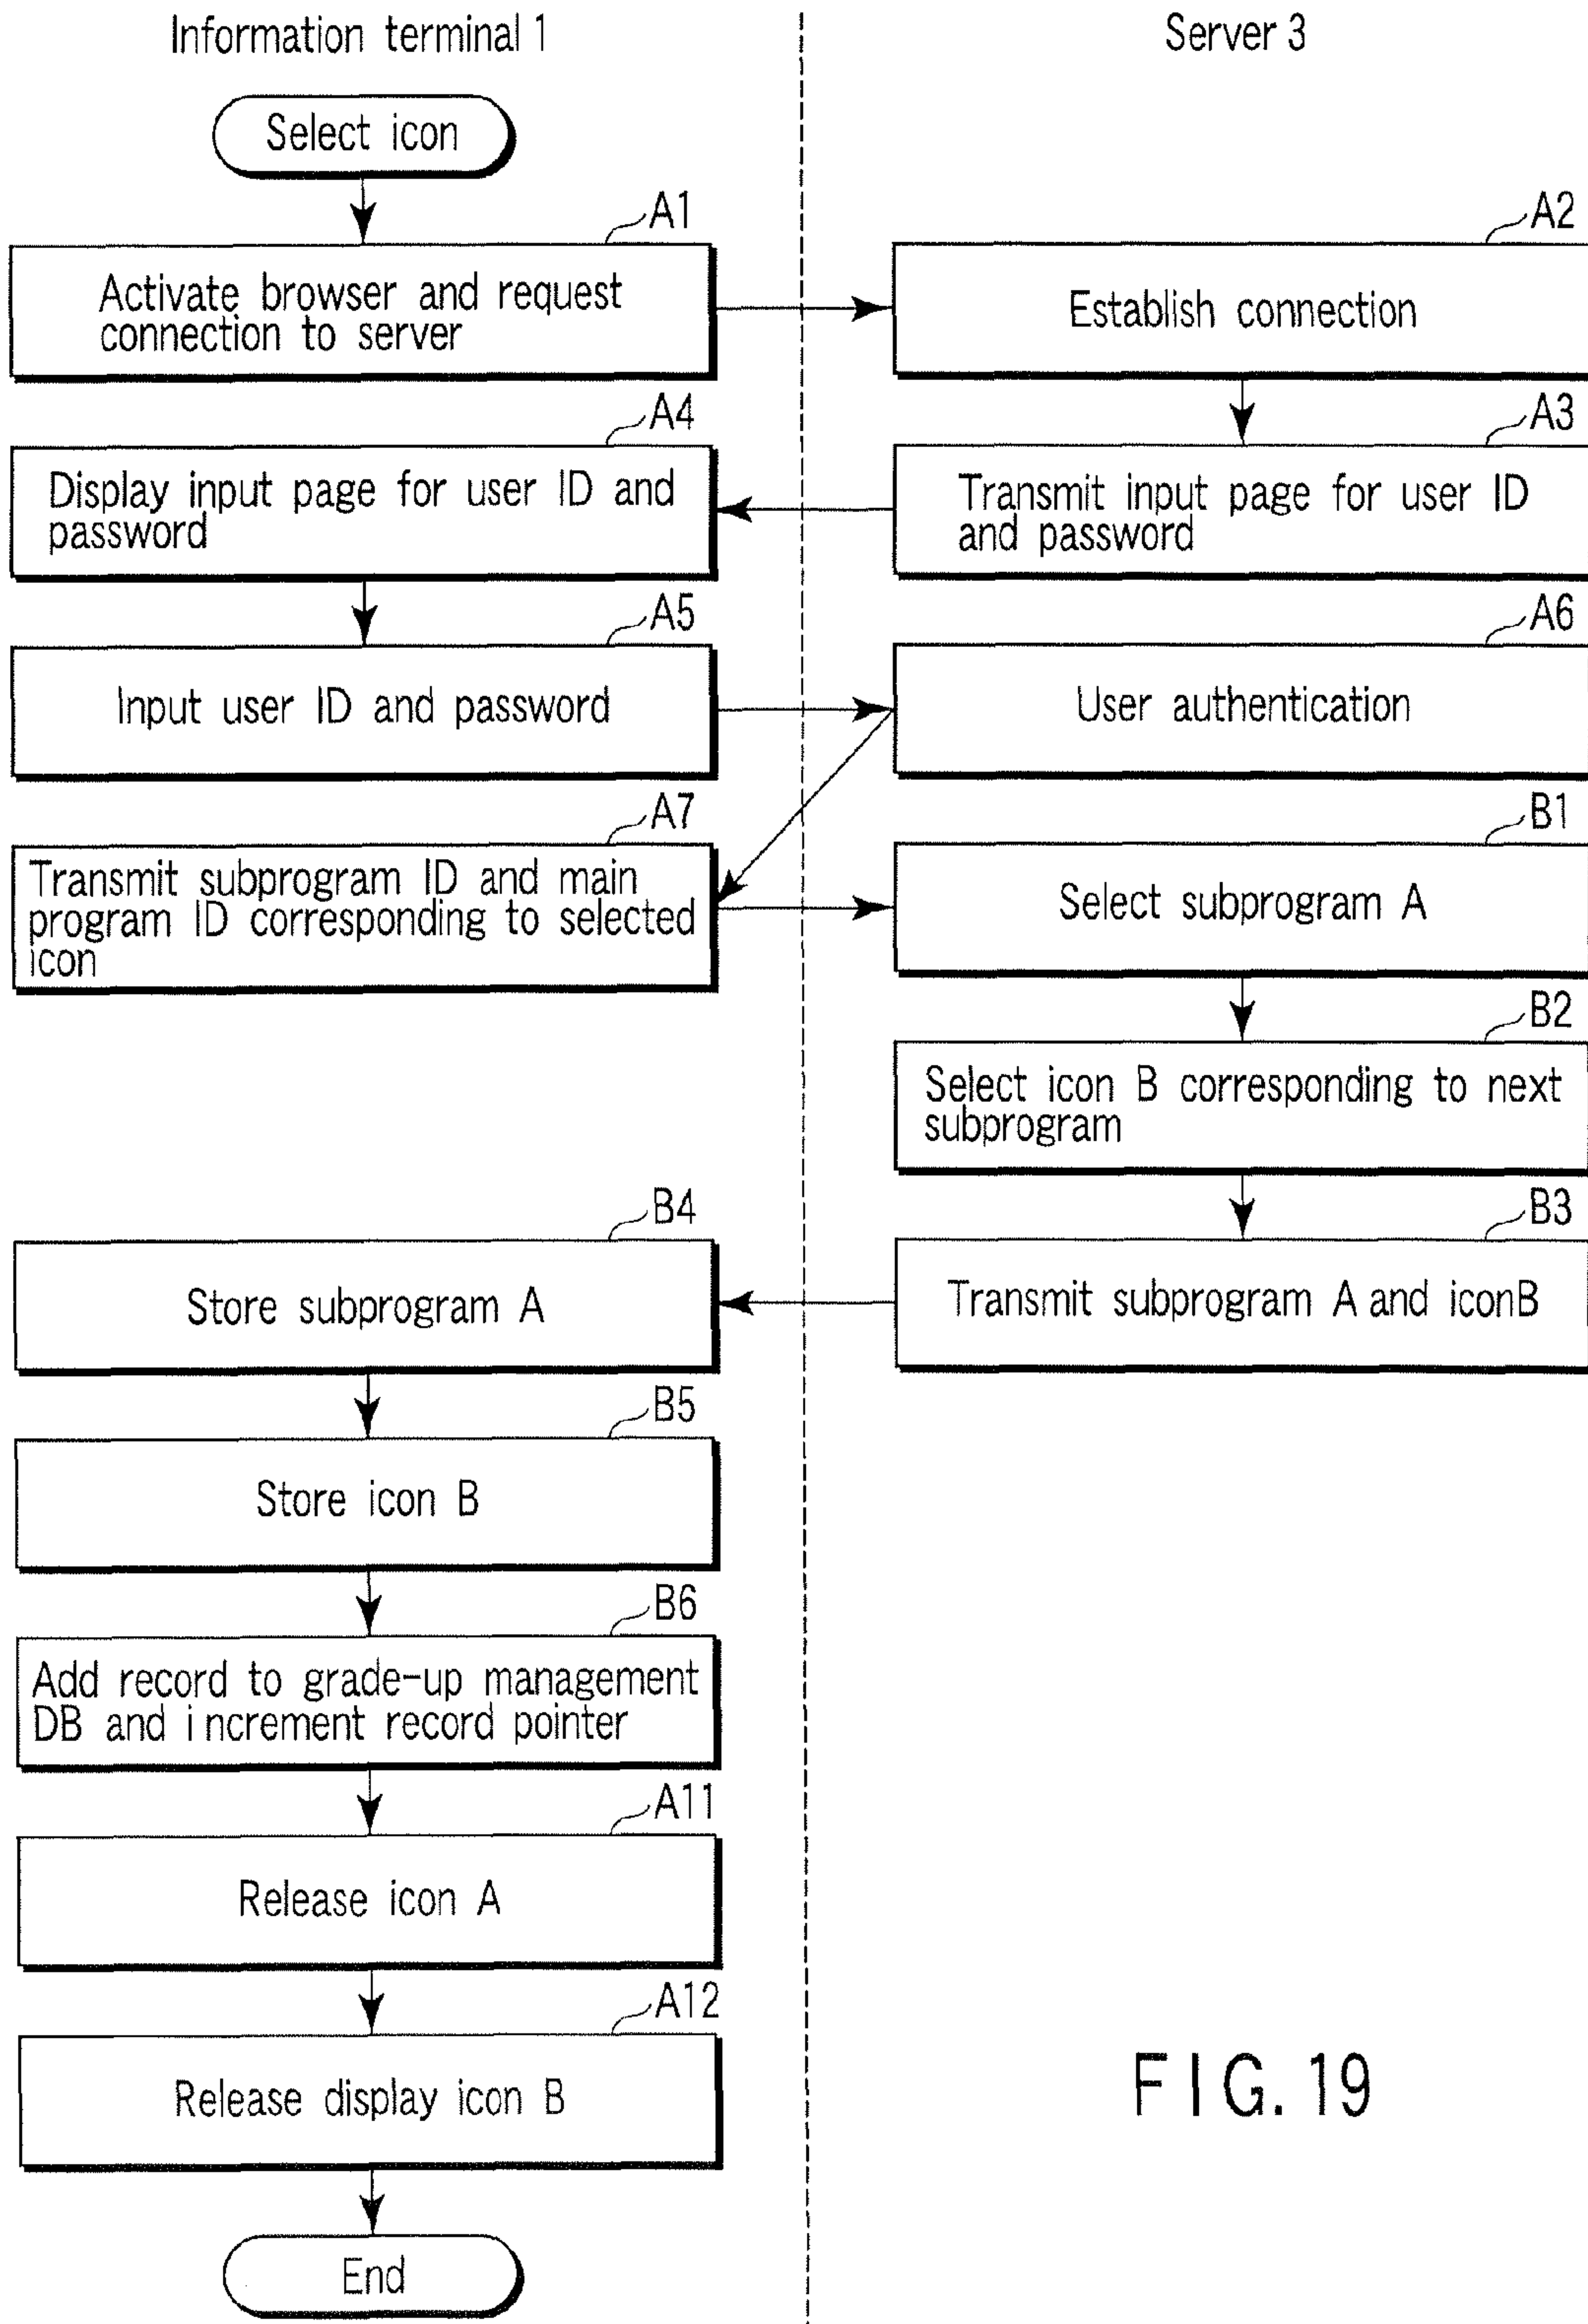 Information terminal 1
Server 3
Select icon
A1
Activate browser and request
connection to server
A2
Establish connection
A4
Display input page for user ID and
password
A3
Transmit input page for user ID
and password
A5
Input user ID and password
A6
User authentication
A7
Transmit subprogram ID and main
program ID corresponding to selected
icon
B1
Select subprogram A
B2
Select icon B corresponding to next
subprogram
B4
Store subprogram A
B3
Transmit subprogram A and iconB
B5
Store icon B
B6
Add record to grade-up management
DB and increment record pointer
A11
Release icon A
A12
Release display icon B
End
FIG. 19